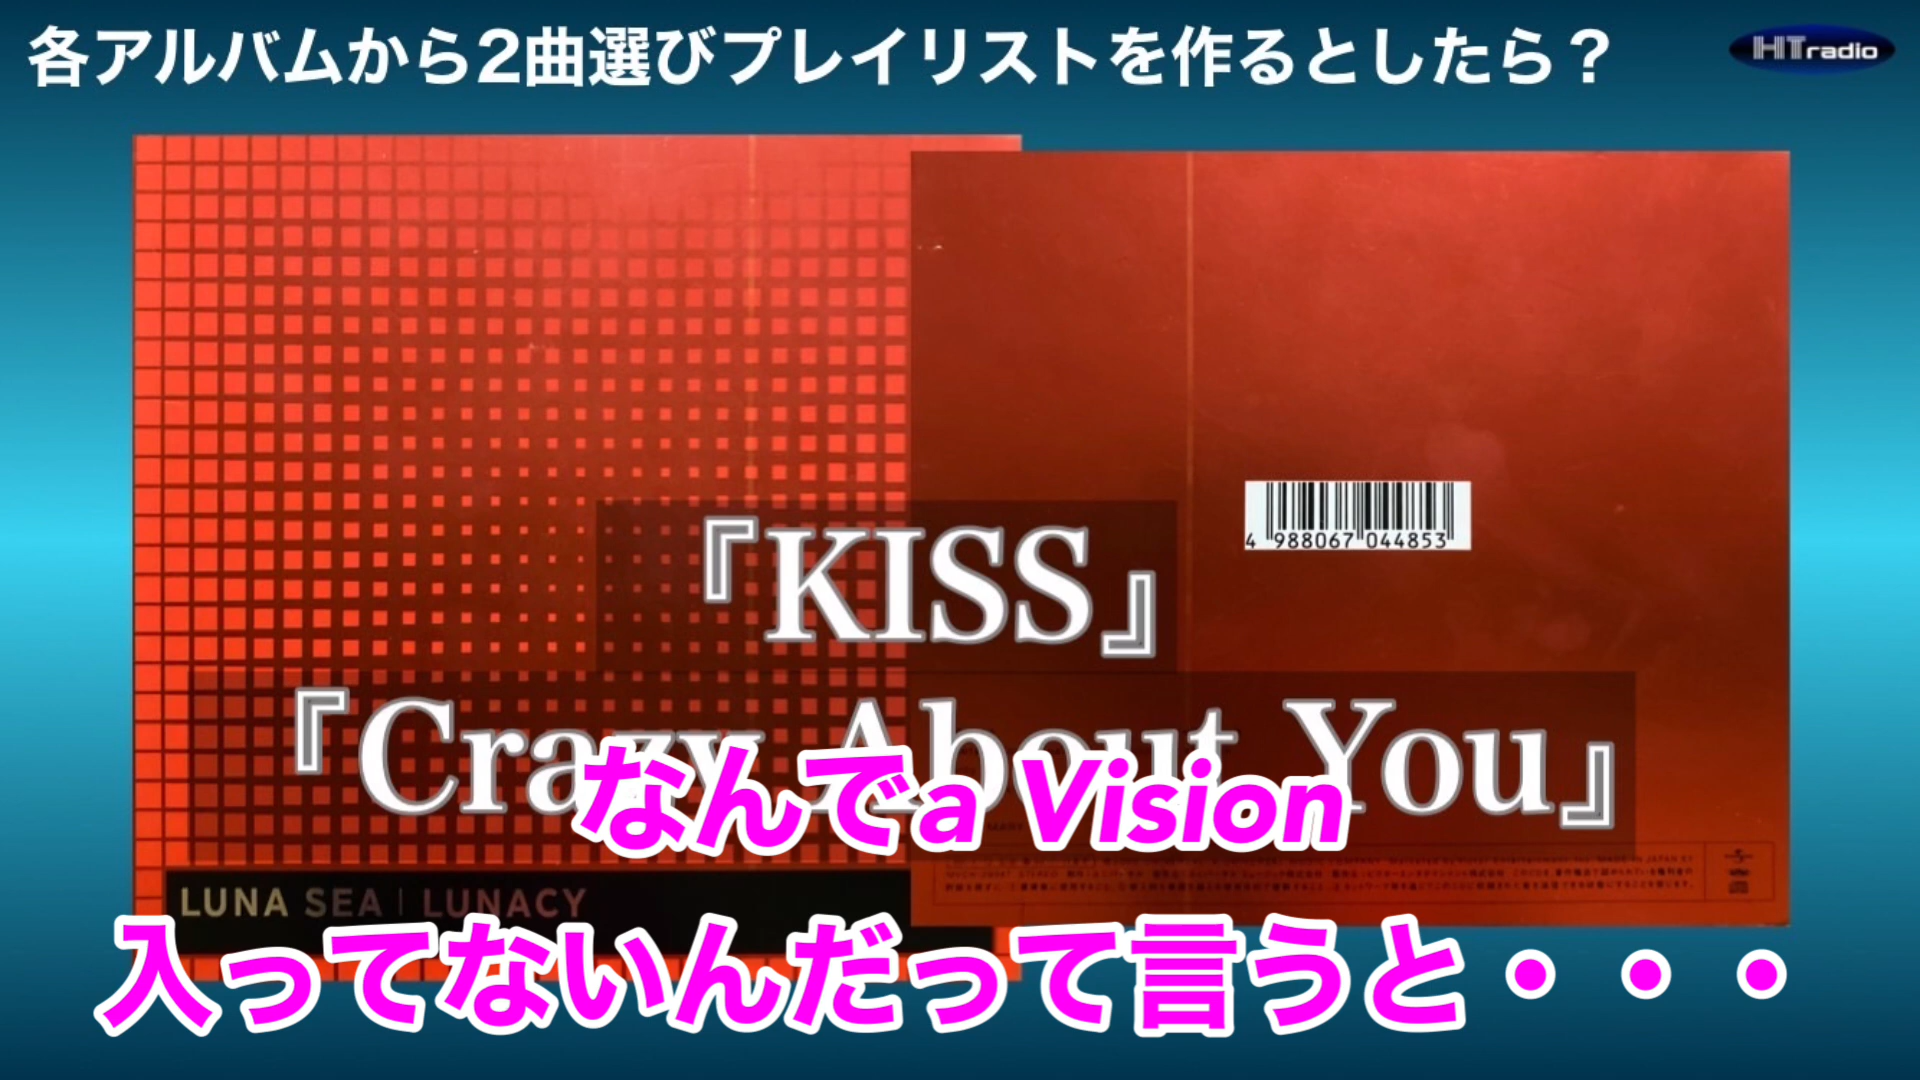 各アルバムから2曲選びプレイリストを作るとしたら？
HTradio
4 988067 044853
『KISS』
『Crazy About You』
なんでa Vision
LUNA SEA | LUNACY
入ってないんだって言うと・・・